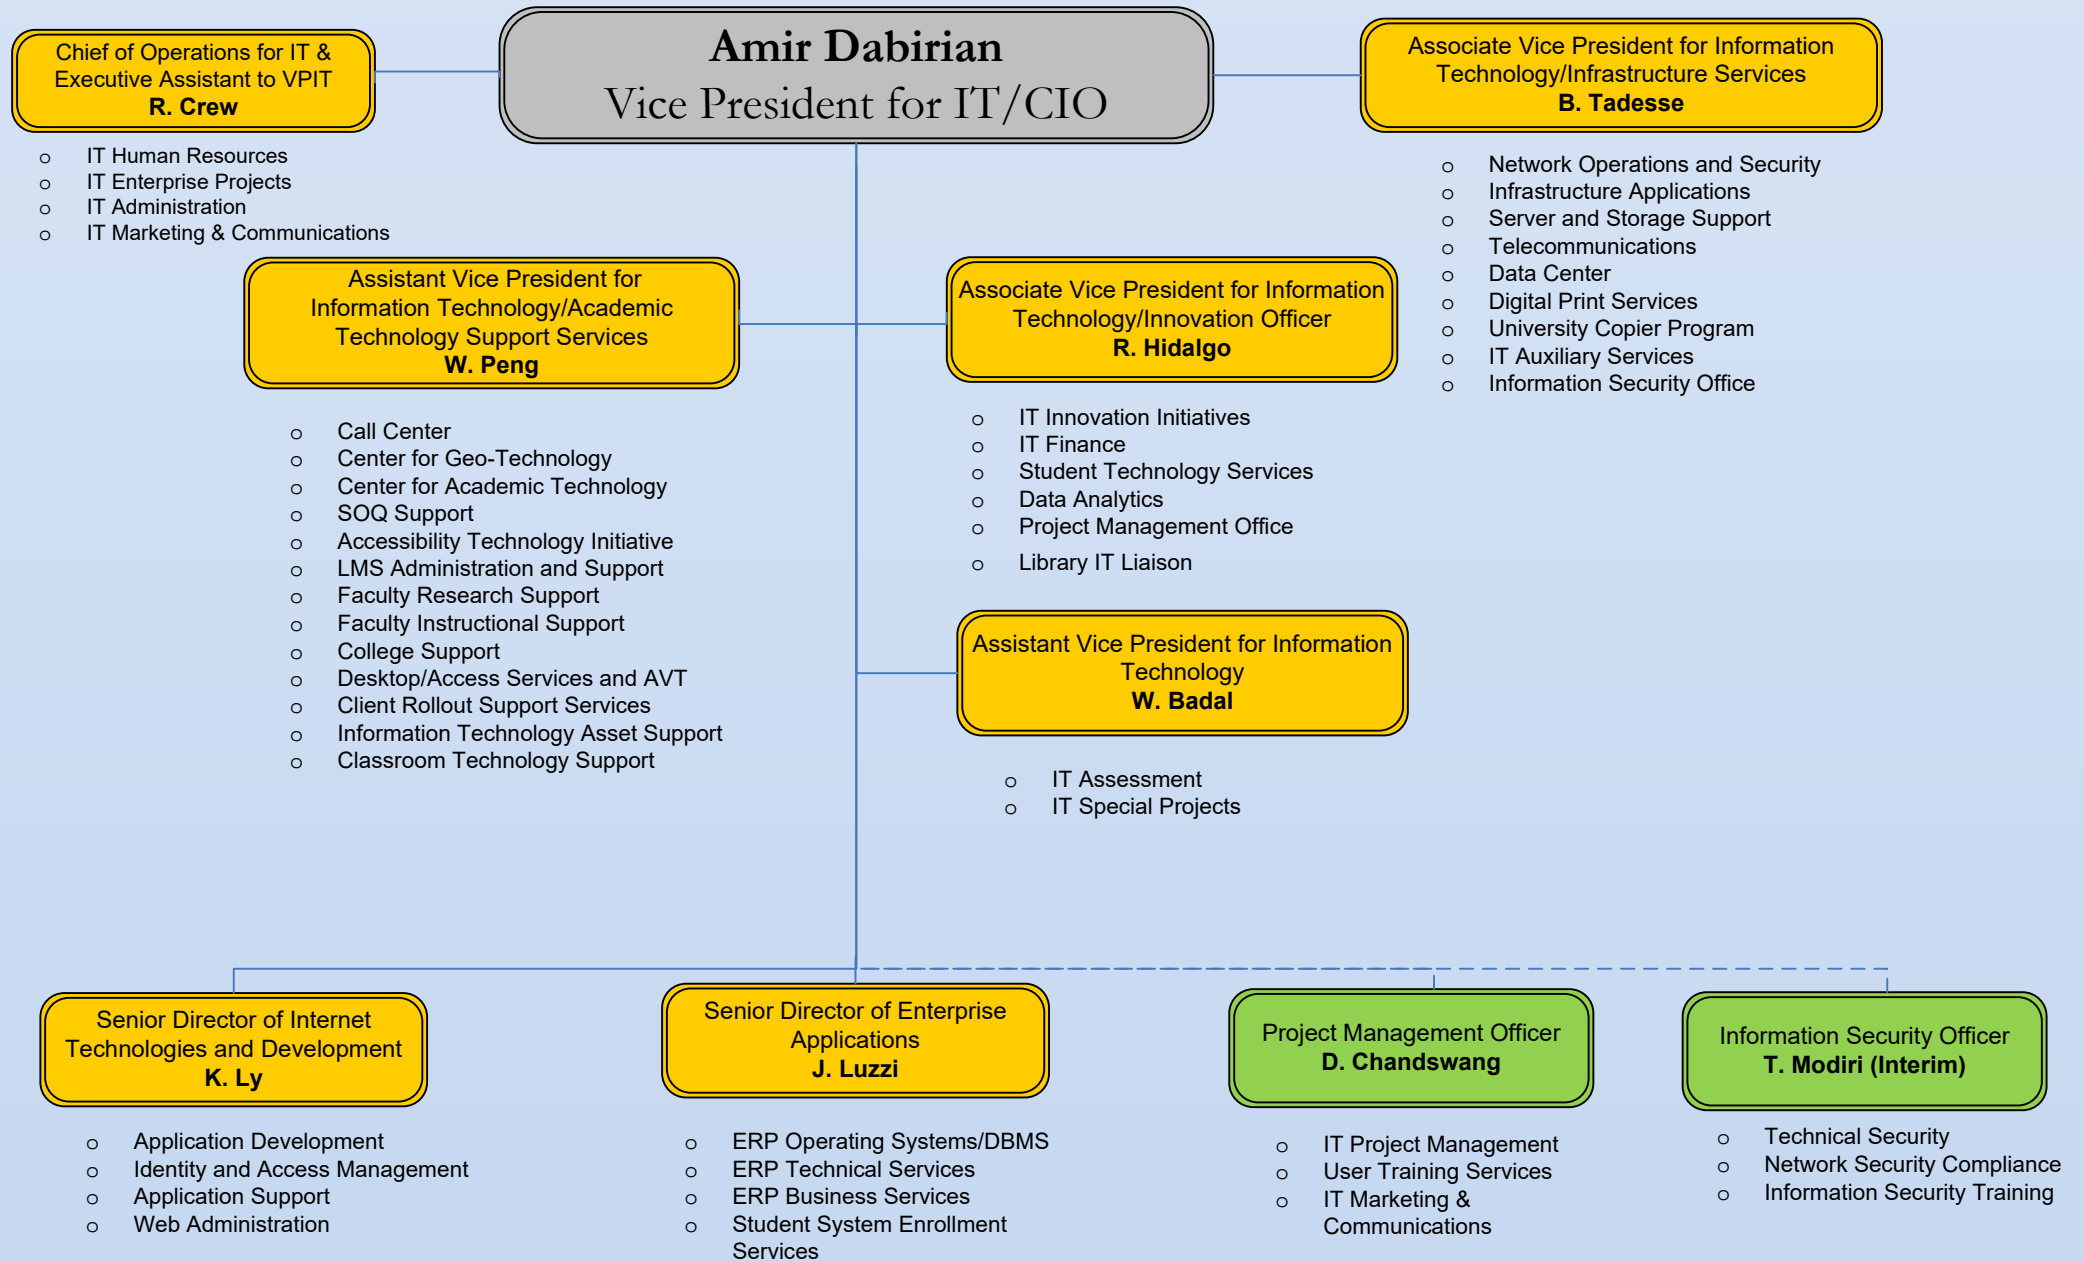 Chief of Operations for IT &
Executive Assistant to VPIT
R. Crew
o IT Human Resources
o IT Enterprise Projects
o IT Administration
o IT Marketing & Communications
Amir Dabirian
Vice President for IT/CIO
Associate Vice President for Information
Technology/Infrastructure Services
B. Tadesse
o Network Operations and Security
o Infrastructure Applications
o Server and Storage Support
o Telecommunications
o Data Center
o Digital Print Services
o University Copier Program
o IT Auxiliary Services
o Information Security Office
Assistant Vice President for
Information Technology/Academic
Technology Support Services
W. Peng
o Call Center
o Center for Geo-Technology
o Center for Academic Technology
o SOQ Support
o Accessibility Technology Initiative
o LMS Administration and Support
o Faculty Research Support
o Faculty Instructional Support
o College Support
o Desktop/Access Services and AVT
o Client Rollout Support Services
o Information Technology Asset Support
o Classroom Technology Support
Associate Vice President for Information
Technology/Innovation Officer
R. Hidalgo
o IT Innovation Initiatives
o IT Finance
o Student Technology Services
o Data Analytics
o Project Management Office
o Library IT Liaison
Assistant Vice President for Information
Technology
W. Badal
o IT Assessment
o IT Special Projects
Senior Director of Internet
Technologies and Development
K. Ly
o Application Development
o Identity and Access Management
o Application Support
o Web Administration
Senior Director of Enterprise
Applications
J. Luzzi
o ERP Operating Systems/DBMS
o ERP Technical Services
o ERP Business Services
o Student System Enrollment
Services
Project Management Officer
D. Chandswang
o IT Project Management
o User Training Services
o IT Marketing &
Communications
Information Security Officer
T. Modiri (Interim)
o Technical Security
o Network Security Compliance
o Information Security Training